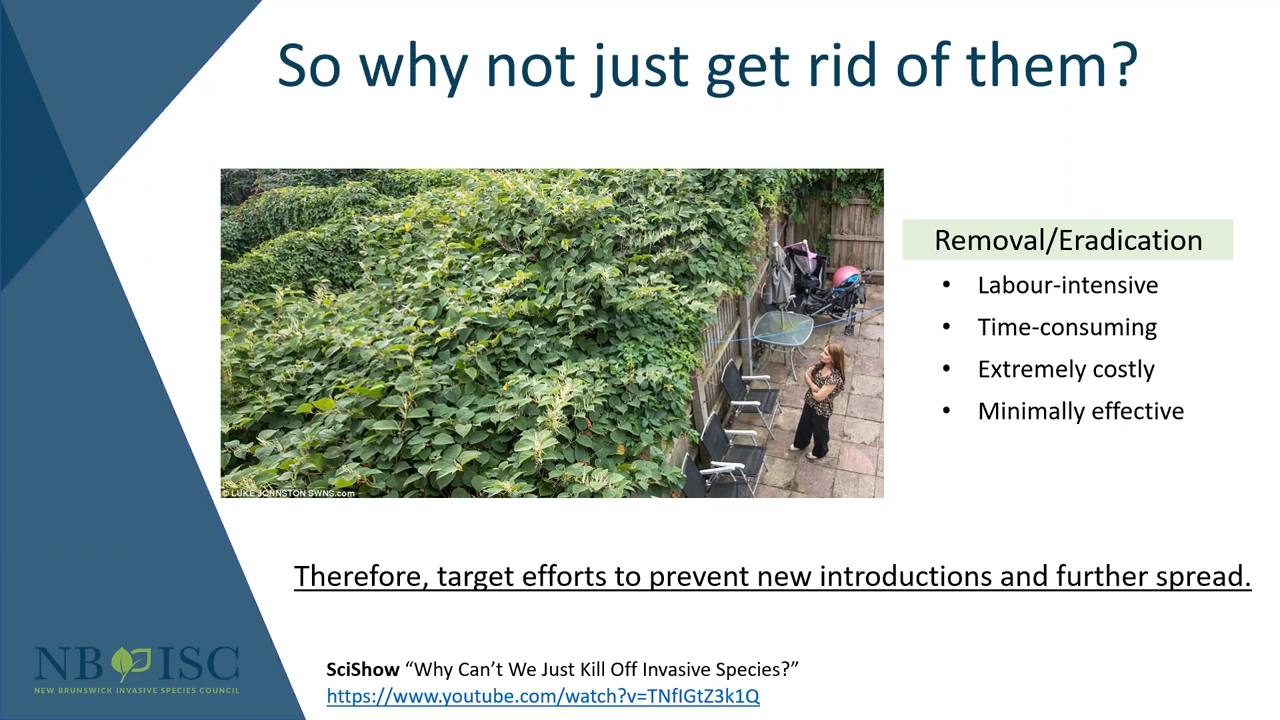 So why not just get rid of them?
Removal/Eradication
• Labour-intensive
• Time-consuming
• Extremely costly
• Minimally effective
© LUKE JOHNSTON SWNS.com
Therefore, target efforts to prevent new introductions and further spread.
SciShow “Why Can’t We Just Kill Off Invasive Species?”
https://www.youtube.com/watch?v=TNfIGtZ3k1Q
NB ISC
NEW BRUNSWICK INVASIVE SPECIES COUNCIL